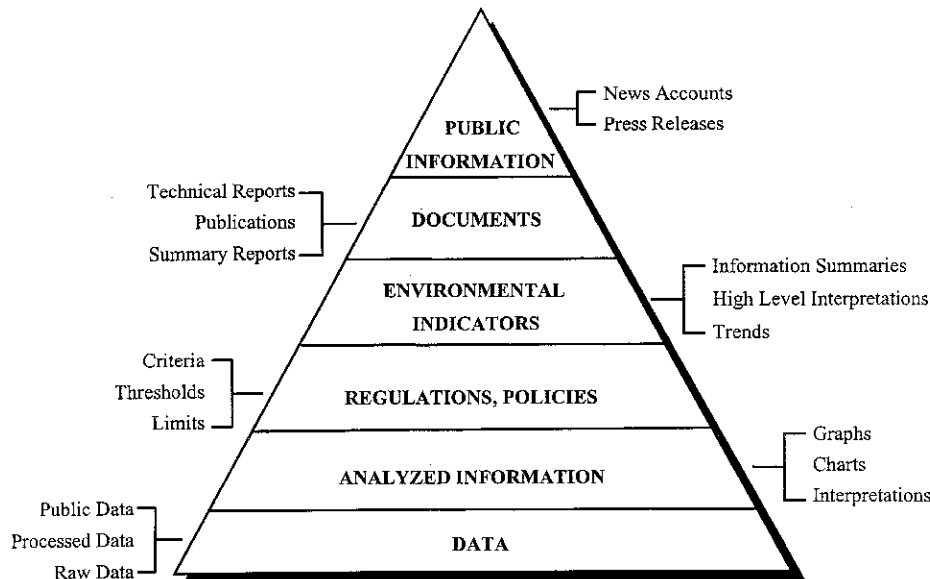 News Accounts
Press Releases
PUBLIC
INFORMATION
Technical Reports
Publications
Summary Reports
DOCUMENTS
Information Summaries
High Level Interpretations
Trends
ENVIRONMENTAL
INDICATORS
Criteria
Thresholds
Limits
REGULATIONS, POLICIES
Graphs
Charts
Interpretations
ANALYZED INFORMATION
Public Data
Processed Data
Raw Data
DATA